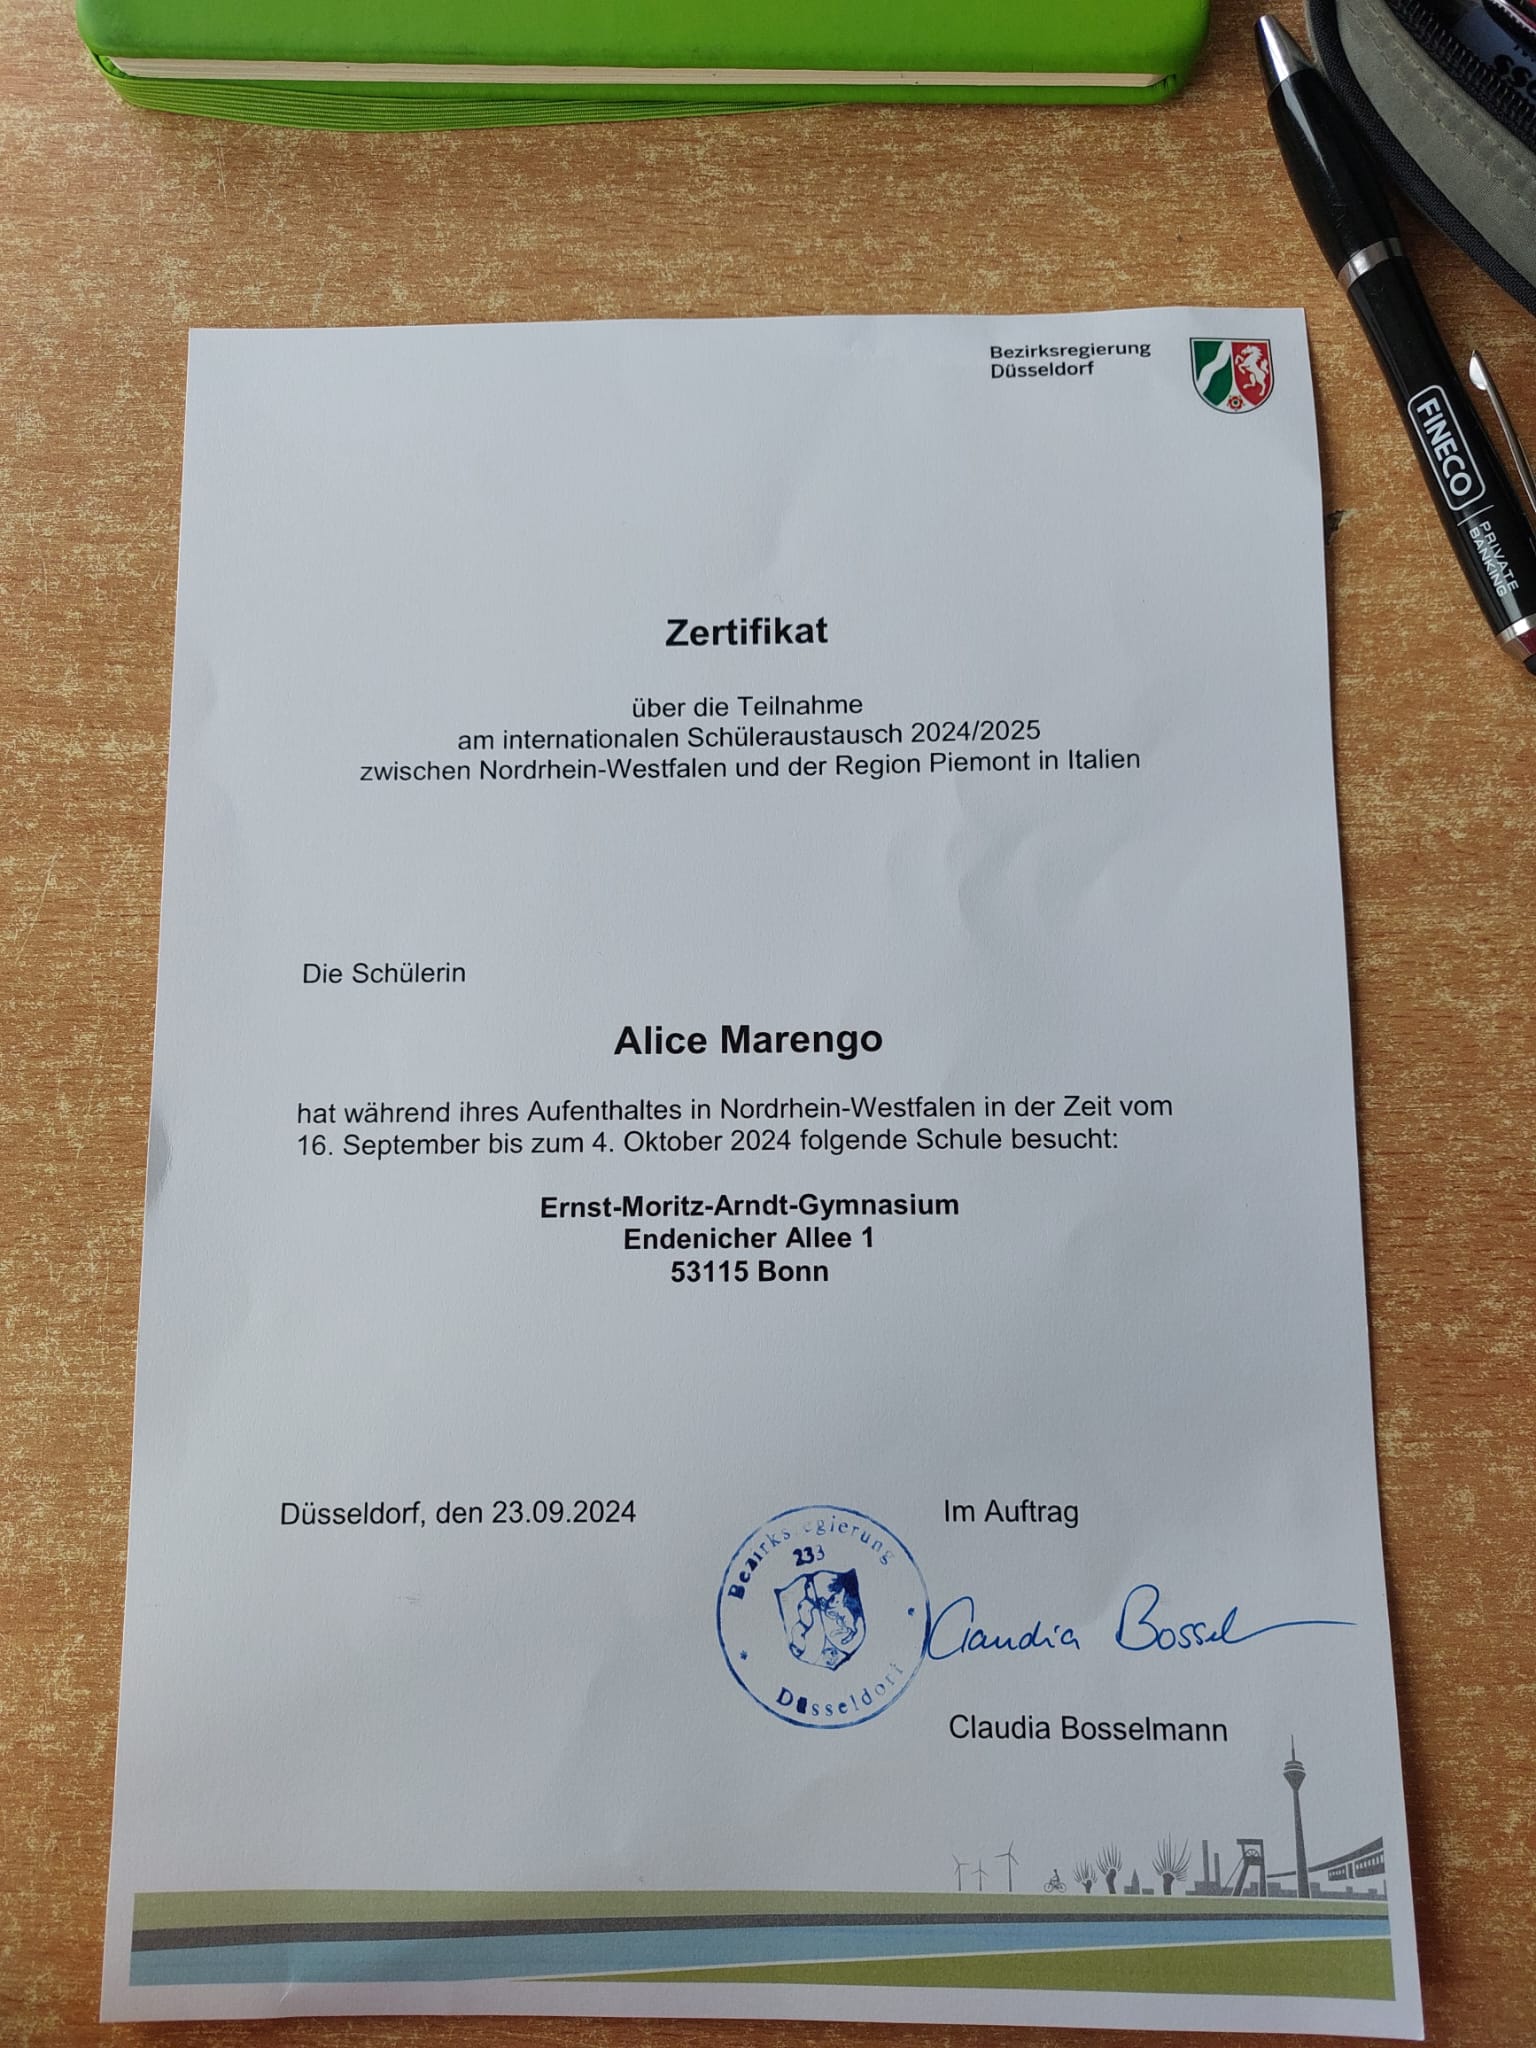 Bezirksregierung
Düsseldorf
FINECO
PRIVATE
BANKING
Zertifikat
über die Teilnahme
am internationalen Schüleraustausch 2024/2025
zwischen Nordrhein-Westfalen und der Region Piemont in Italien
Die Schülerin
Alice Marengo
hat während ihres Aufenthaltes in Nordrhein-Westfalen in der Zeit vom
16. September bis zum 4. Oktober 2024 folgende Schule besucht:
Ernst-Moritz-Arndt-Gymnasium
Endenicher Allee 1
53115 Bonn
Düsseldorf, den 23.09.2024
Im Auftrag
Bezirksregierung
233
Düsseldorf
Claudia Bossel
Claudia Bosselmann